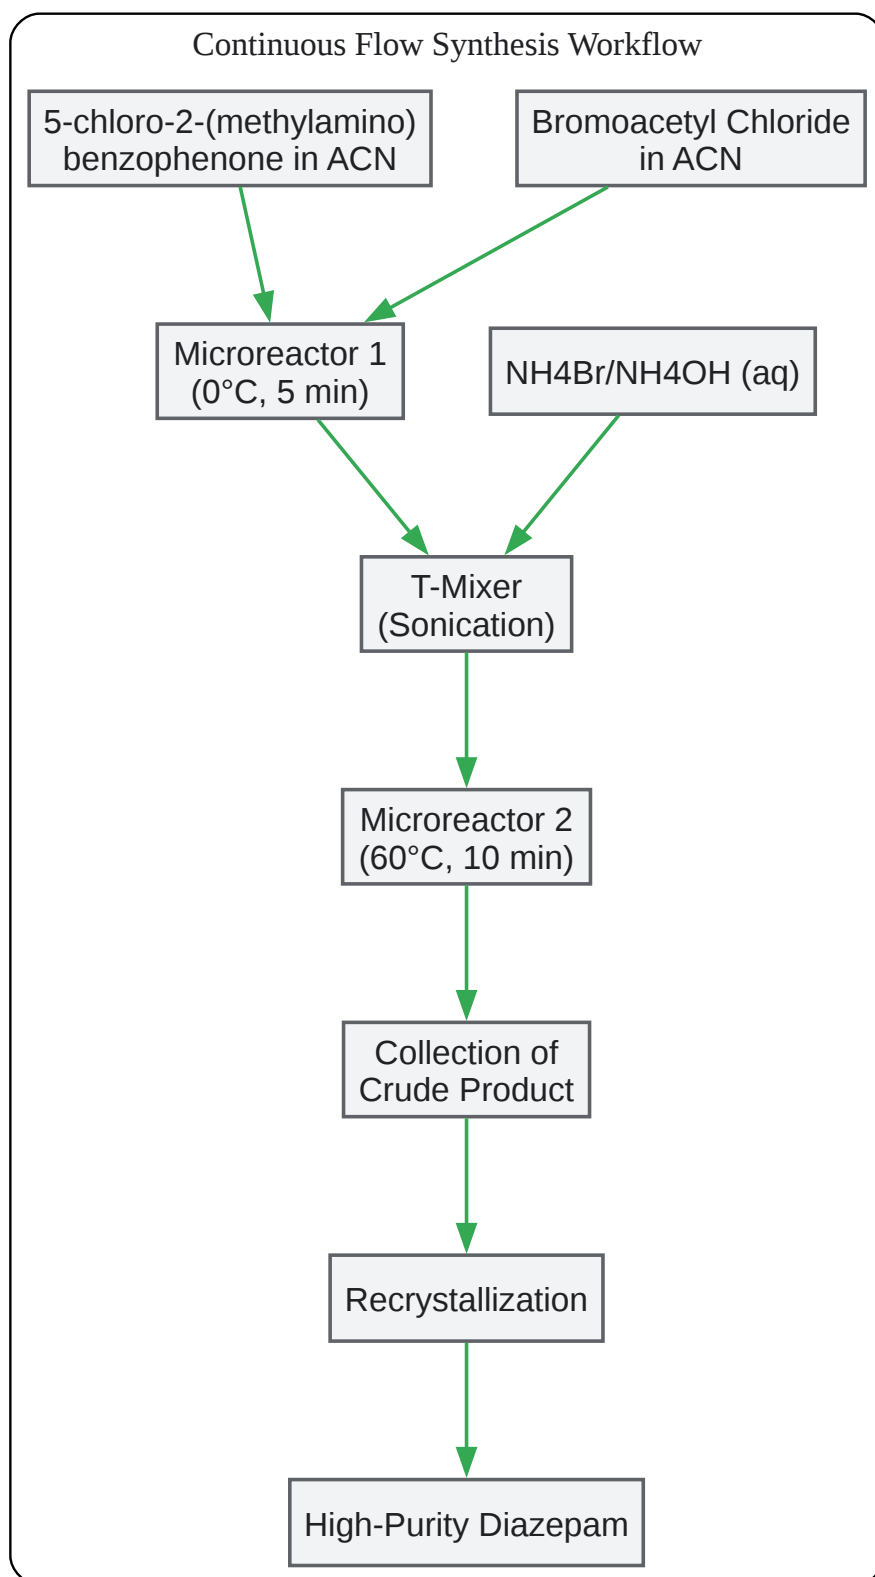 Continuous Flow Synthesis Workflow
5-chloro-2-(methylamino)
benzophenone in ACN
Bromoacetyl Chloride
in ACN
Microreactor 1
(0°C, 5 min)
NH4Br/NH4OH (aq)
T-Mixer
(Sonication)
Microreactor 2
(60°C, 10 min)
Collection of
Crude Product
Recrystallization
High-Purity Diazepam